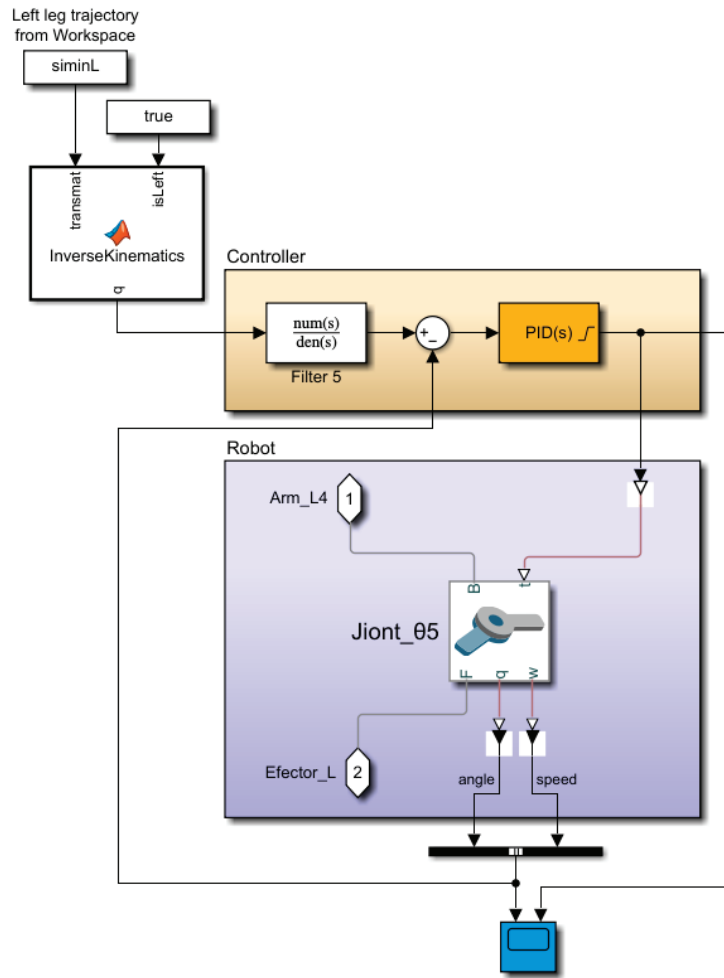 Left leg trajectory
from Workspace
siminL
true
transmat
isLeft
InverseKinematics
q
Controller
num(s)
den(s)
+
−
PID(s)
Filter 5
Robot
Arm_L4
1
B
t
Jiont_θ5
F
q
w
Efector_L
2
angle
speed